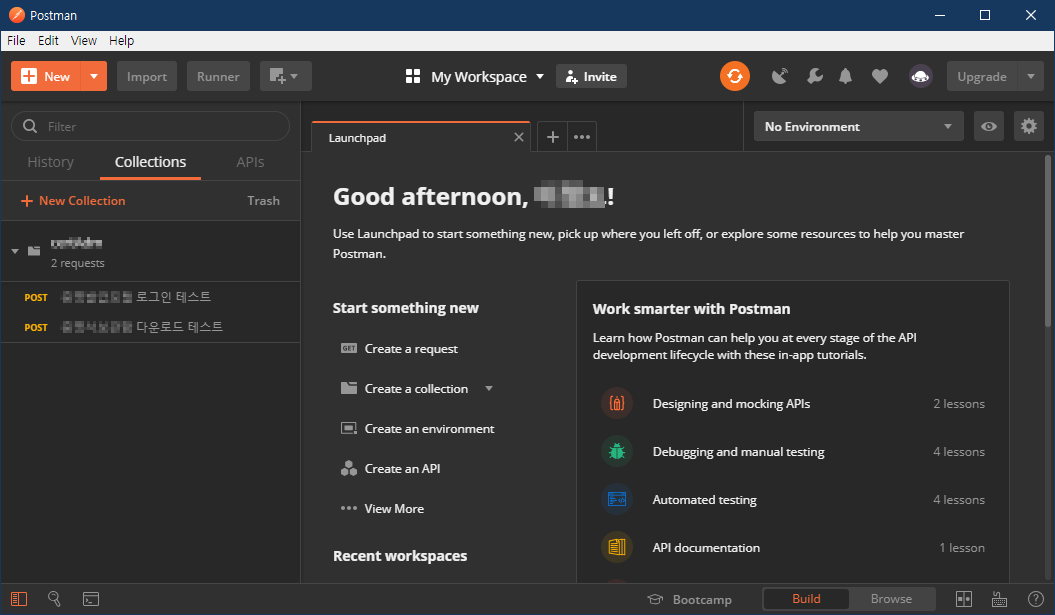 Postman
File Edit View Help
New Import Runner My Workspace Invite Upgrade
Filter
History Collections APIs
New Collection Trash
2 requests
POST 로그인 테스트
POST 다운로드 테스트
Launchpad
No Environment
Good afternoon, !
Use Launchpad to start something new, pick up where you left off, or explore some resources to help you master
Postman.
Start something new
GET Create a request
Create a collection
Create an environment
Create an API
View More
Recent workspaces
Work smarter with Postman
Learn how Postman can help you at every stage of the API
development lifecycle with these in-app tutorials.
Designing and mocking APIs 2 lessons
Debugging and manual testing 4 lessons
Automated testing 4 lessons
API documentation 1 lesson
Bootcamp Build Browse